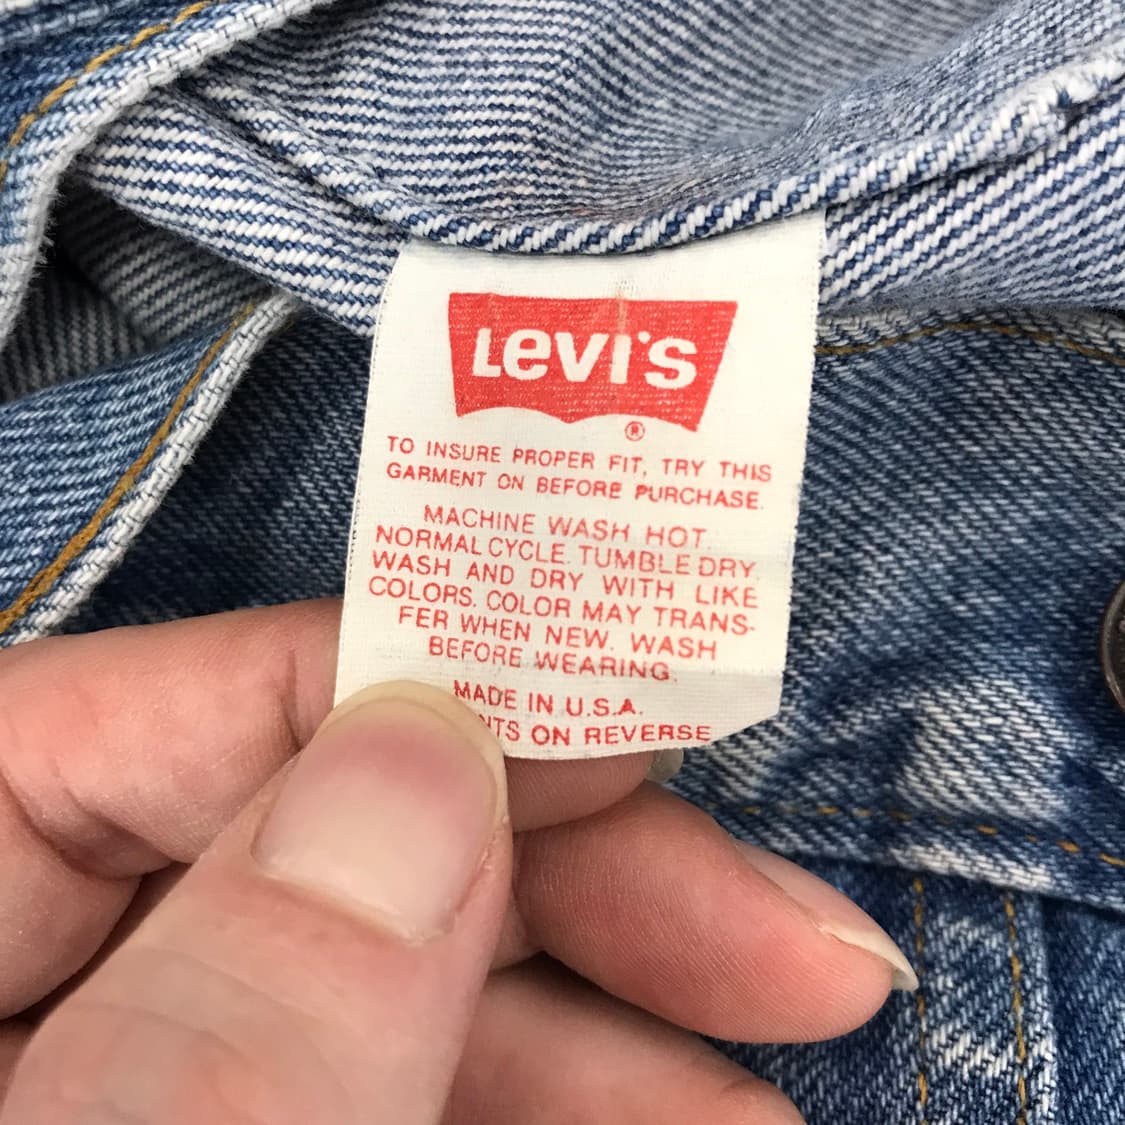 Levi's
®
TO INSURE PROPER FIT, TRY THIS
GARMENT ON BEFORE PURCHASE.
MACHINE WASH HOT
NORMAL CYCLE. TUMBLE DRY
WASH AND DRY WITH LIKE
COLORS. COLOR MAY TRANS-
FER WHEN NEW. WASH
BEFORE WEARING.
MADE IN U.S.A.
ON REVERSE